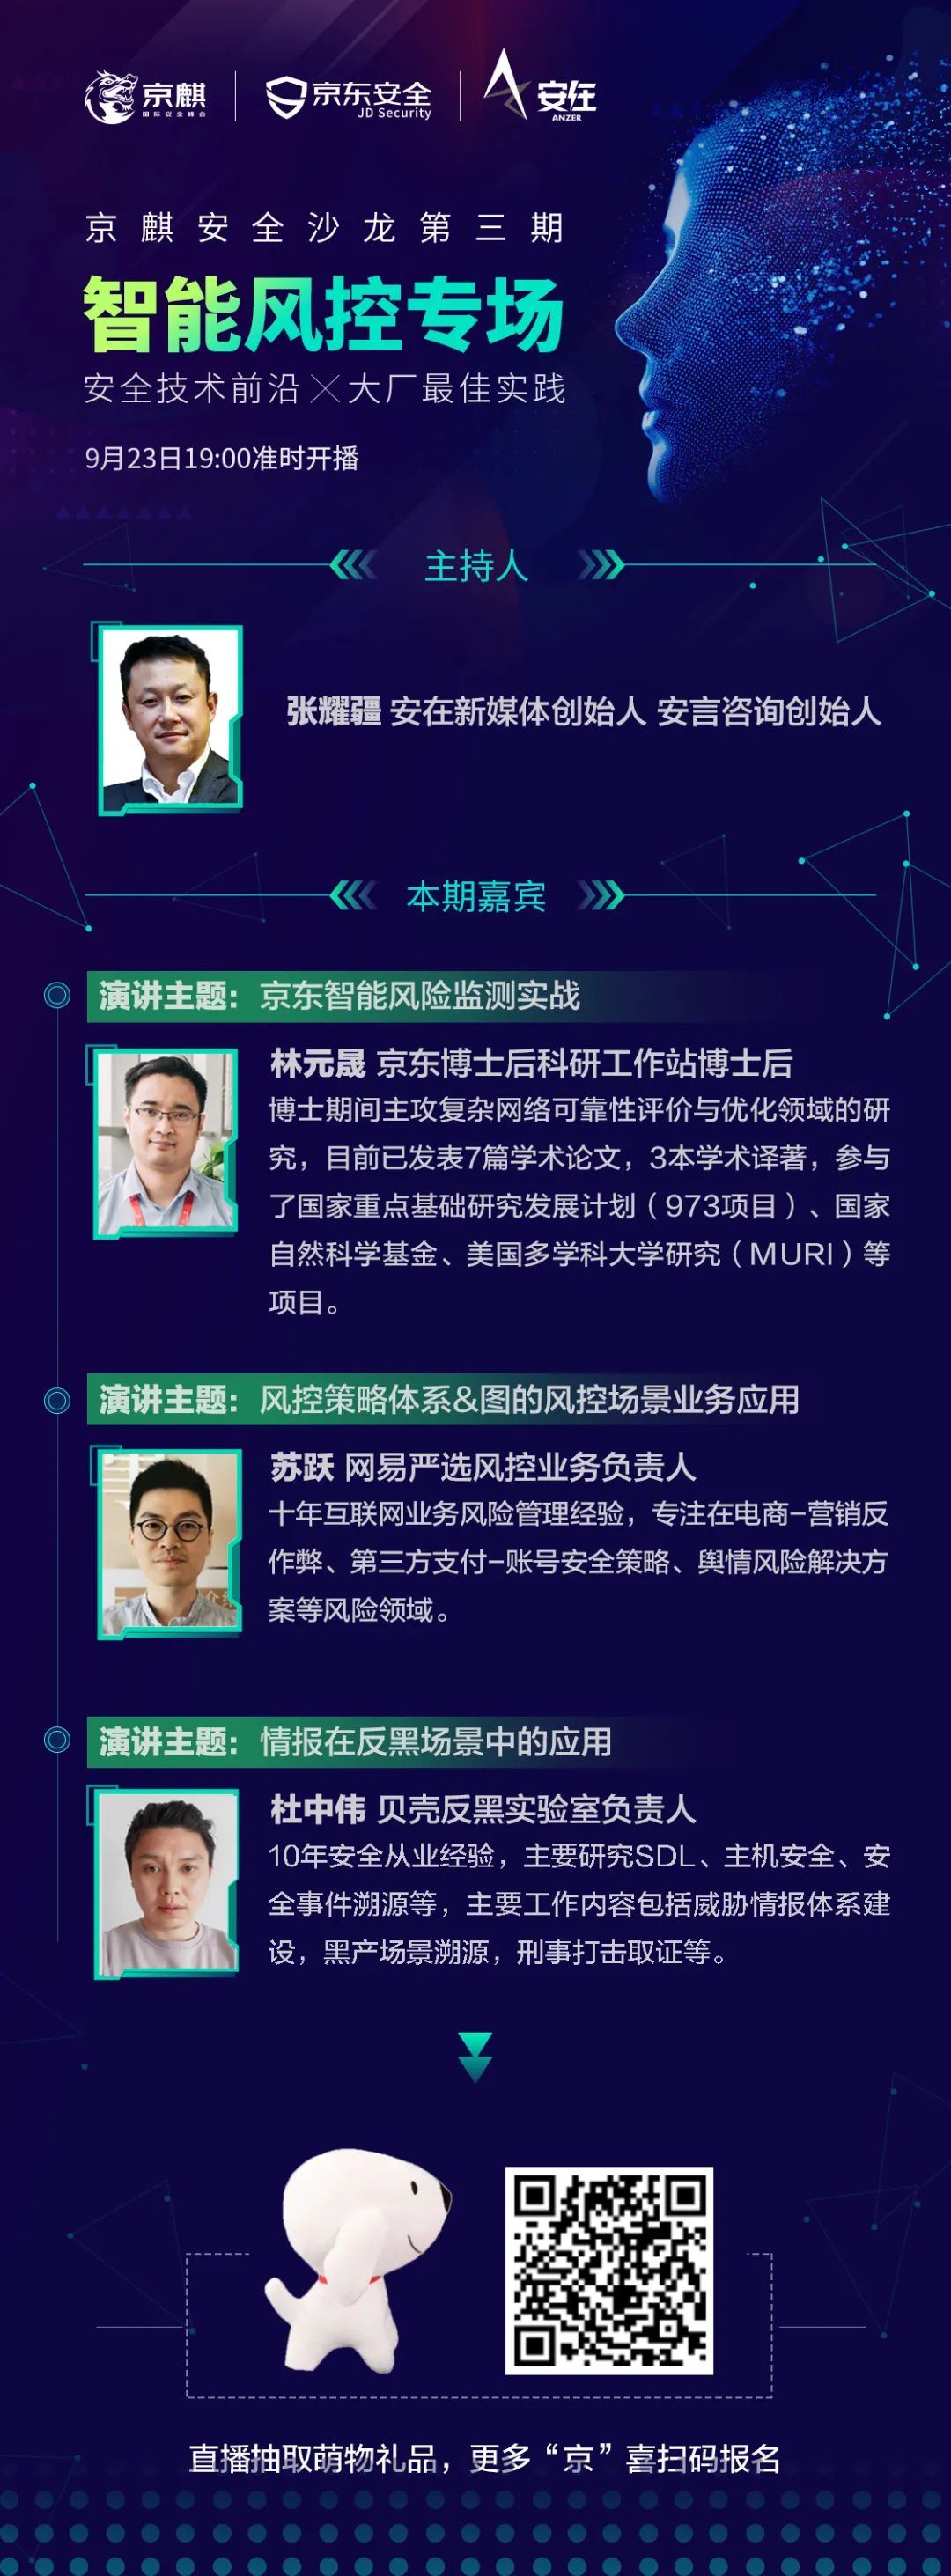 京麒
国际安全峰会
京东安全
JD Security
安在
ANZER
京麒安全沙龙第三期
智能风控专场
安全技术前沿╳大厂最佳实践
9月23日19:00准时开播
主持人
张耀疆 安在新媒体创始人 安言咨询创始人
本期嘉宾
演讲主题：京东智能风险监测实战
林元晟 京东博士后科研工作站博士后
博士期间主攻复杂网络可靠性评价与优化领域的研
究，目前已发表7篇学术论文，3本学术译著，参与
了国家重点基础研究发展计划（973项目）、国家
自然科学基金、美国多学科大学研究（MURI）等
项目。
演讲主题：风控策略体系&图的风控场景业务应用
苏跃 网易严选风控业务负责人
十年互联网业务风险管理经验，专注在电商-营销反
作弊、第三方支付-账号安全策略、舆情风险解决方
案等风险领域。
演讲主题：情报在反黑场景中的应用
杜中伟 贝壳反黑实验室负责人
10年安全从业经验，主要研究SDL、主机安全、安
全事件溯源等，主要工作内容包括威胁情报体系建
设，黑产场景溯源，刑事打击取证等。
直播抽取萌物礼品，更多“京”喜扫码报名